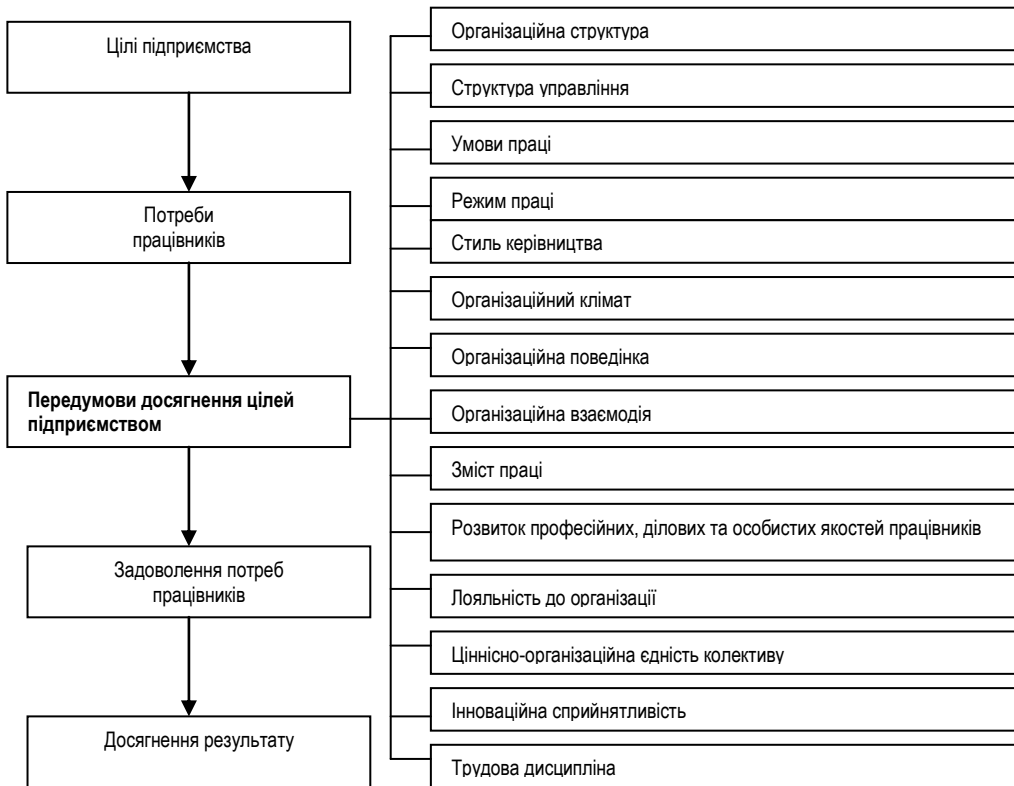 Цілі підприємства
Потреби
працівників
Передумови досягнення цілей
підприємством
Задоволення потреб
працівників
Досягнення результату
Організаційна структура
Структура управління
Умови праці
Режим праці
Стиль керівництва
Організаційний клімат
Організаційна поведінка
Організаційна взаємодія
Зміст праці
Розвиток професійних, ділових та особистих якостей працівників
Лояльність до організації
Ціннісно-організаційна єдність колективу
Інноваційна сприйнятливість
Трудова дисципліна